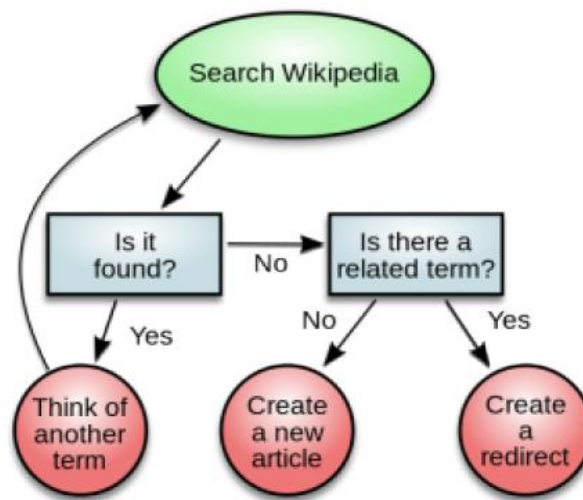 Search Wikipedia
Is it
found?
No
Is there a
related term?
Yes
No
Yes
Think of
another
term
Create
a new
article
Create
a
redirect